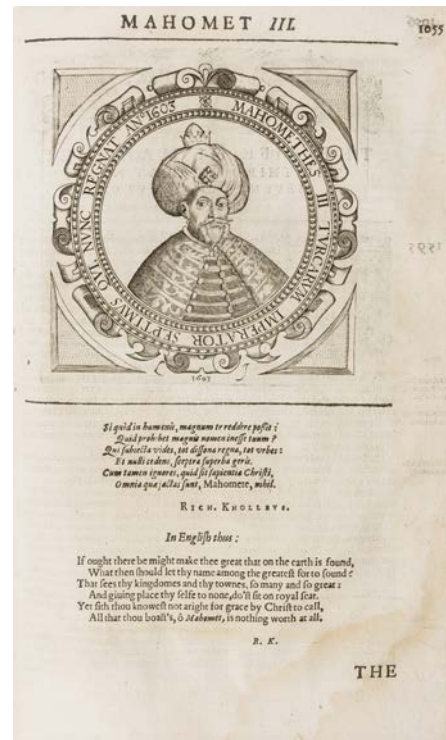 MAHOMET III.
1055
MAHOMETHES III TVRCARVM IMPERATOR SEPTIMVS QVI NVNC REGNAT ANº 1603
1603
Si quid in humanis, magnum te reddere possit:
Quid prohibet magnis nomen inesse tuum?
Qui subiecta vides, tot dissona regna, tot vrbes:
Et nulli cedens, sceptra superba geris.
Cum tamen ignores, quid sit sapientia Christi,
Omnia quæ jactas sunt, Mahomete, nihil.
RICH. KNOLLEVS.
In Engliſh thus:
If ought there be might make thee great that on the earth is found,
What then ſhould let thy name among the greateſt for to ſound?
That ſees thy kingdomes and thy townes, ſo many and ſo great:
And giuing place thy ſelfe to none, do'ſt ſit on royal ſeat.
Yet ſith thou knoweſt not aright for grace by Chriſt to call,
All that thou boaſt's, ô Mahomet, is nothing worth at all.
R. K.
THE